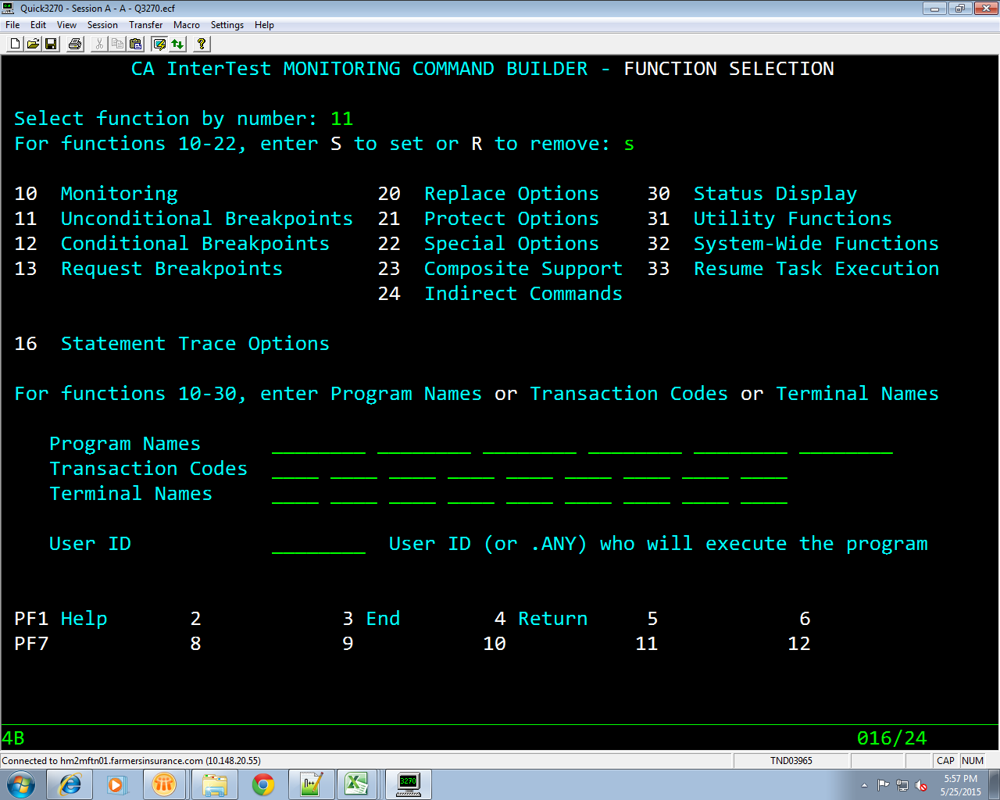 Quick3270 - Session A - A - Q3270.ecf
File Edit View Session Transfer Macro Settings Help
CA InterTest MONITORING COMMAND BUILDER - FUNCTION SELECTION
Select function by number: 11
For functions 10-22, enter S to set or R to remove: s
10 Monitoring 20 Replace Options 30 Status Display
11 Unconditional Breakpoints 21 Protect Options 31 Utility Functions
12 Conditional Breakpoints 22 Special Options 32 System-Wide Functions
13 Request Breakpoints 23 Composite Support 33 Resume Task Execution
24 Indirect Commands
16 Statement Trace Options
For functions 10-30, enter Program Names or Transaction Codes or Terminal Names
Program Names ________ ________ ________ ________ ________ ________
Transaction Codes ____ ____ ____ ____ ____ ____ ____ ____ ____
Terminal Names ____ ____ ____ ____ ____ ____ ____ ____ ____
User ID ________ User ID (or .ANY) who will execute the program
PF1 Help 2 3 End 4 Return 5 6
PF7 8 9 10 11 12
4B 016/24
Connected to hm2mftn01.farmersinsurance.com (10.148.20.55) TND03965 CAP NUM
3270
5:57 PM
5/25/2015